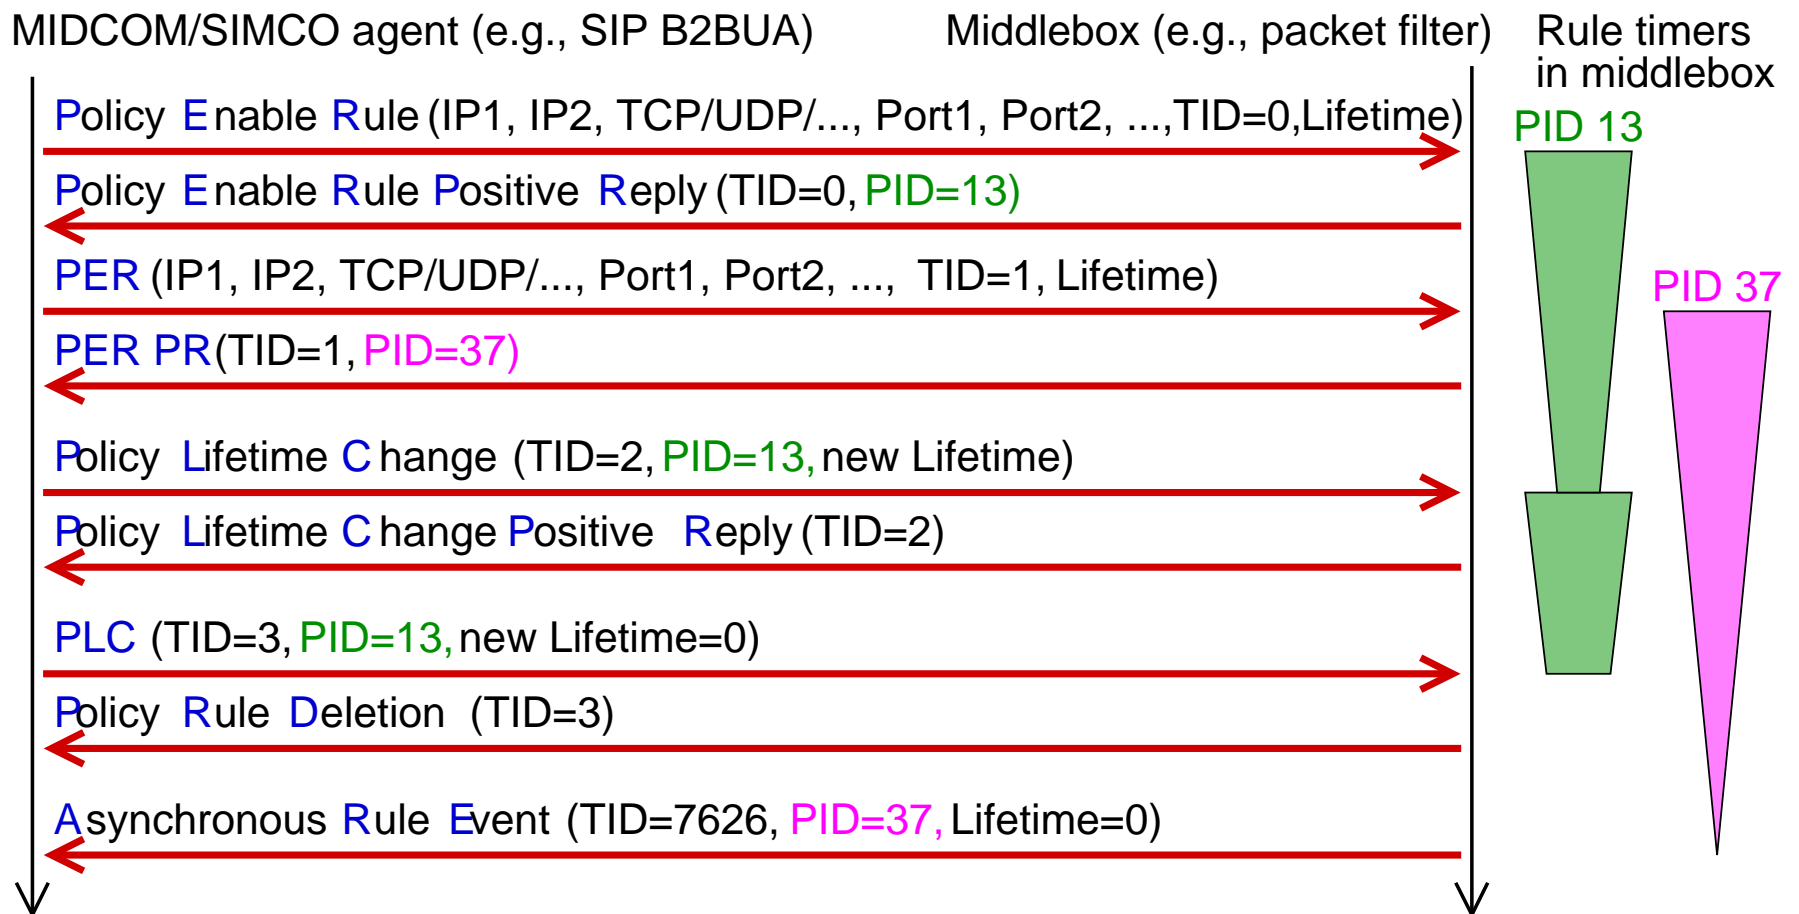 MIDCOM/SIMCO agent (e.g., SIP B2BUA) Middlebox (e.g., packet filter) Rule timers
in middlebox
Policy Enable Rule (IP1, IP2, TCP/UDP/..., Port1, Port2, ...,TID=0,Lifetime)
PID 13
Policy Enable Rule Positive Reply (TID=0, PID=13)
PER (IP1, IP2, TCP/UDP/..., Port1, Port2, ..., TID=1, Lifetime)
PID 37
PER PR(TID=1, PID=37)
Policy Lifetime Change (TID=2, PID=13, new Lifetime)
Policy Lifetime Change Positive Reply (TID=2)
PLC (TID=3, PID=13, new Lifetime=0)
Policy Rule Deletion (TID=3)
Asynchronous Rule Event (TID=7626, PID=37, Lifetime=0)